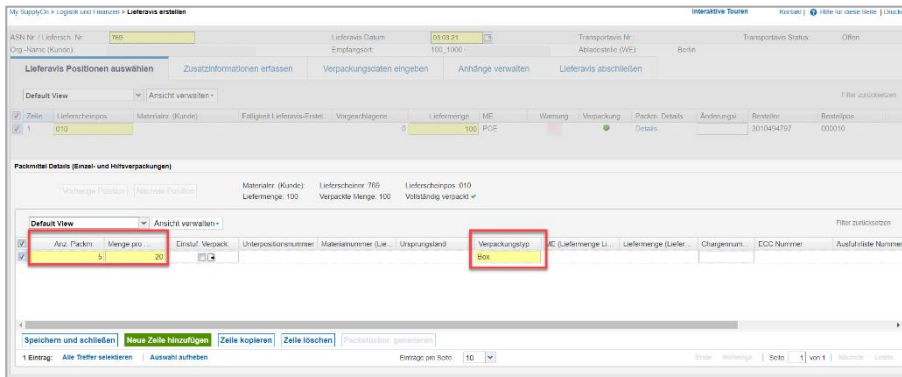 My SupplyOn > Logistik und Finanzen > Lieferavis erstellen Interaktive Touren Kontakt | Hilfe für diese Seite | Druck
ASN Nr. / Liefersch. Nr. 769 Lieferavis Datum 03.03.21 Transportavis Nr. Transportavis Status: Offen
Org.-Name (Kunde): Empfangsort: 100_1000 Abladestelle (WE): Berlin
Lieferavis Positionen auswählen Zusatzinformationen erfassen Verpackungsdaten eingeben Anhänge verwalten Lieferavis abschließen
Default View Ansicht verwalten Filter zurücksetzen
Zeile Lieferscheinpos. Materialnr. (Kunde) Fälligkeit Lieferavis-Erstel. Vorgeschlagene... Liefermenge ME Warnung Verpackung Packm. Details Änderungsi... Bestellnr. Bestellpos.
1 010 0 100 PCE Details 3010494797 000010
Packmittel Details (Einzel- und Hilfsverpackungen)
Vorherige Position Nächste Position Materialnr. (Kunde): Lieferscheinnr.: 769 Lieferscheinpos.:010
Liefermenge: 100 Verpackte Menge: 100 Vollständig verpackt
Default View Ansicht verwalten Filter zurücksetzen
Anz. Packm. Menge pro ... Einstuf. Verpack. Unterpositionsnummer Materialnummer (Lie... Ursprungsland Verpackungstyp ME (Liefermenge Li... Liefermenge (Liefer... Chargennum... ECC Nummer Ausfuhrliste Nummer
5 20 Box
Speichern und schließen Neue Zeile hinzufügen Zeile kopieren Zeile löschen Packstücknr. generieren
1 Eintrag: Alle Treffer selektieren | Auswahl aufheben Einträge pro Seite 10 Erste Vorherige | Seite 1 von 1 | Nächste Letzte